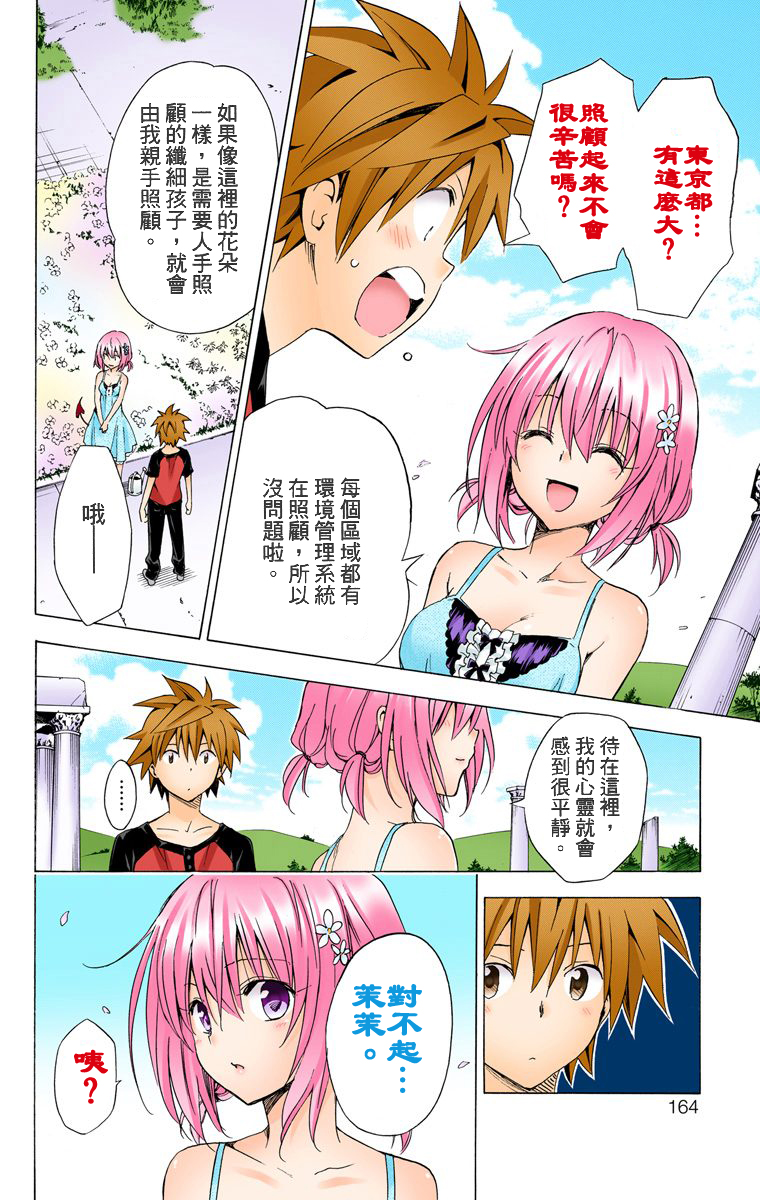 東京都…
有這麼大？
照顧起來不會
很辛苦嗎？
每個區域都有
環境管理系統
在照顧，所以
沒問題啦。
如果像這裡的花朵
一樣，是需要人手照
顧的纖細孩子，就會
由我親手照顧。
哦——
待在這裡，
我的心靈就會
感到很平靜。
……
對不起…
茉茉。
咦？
164